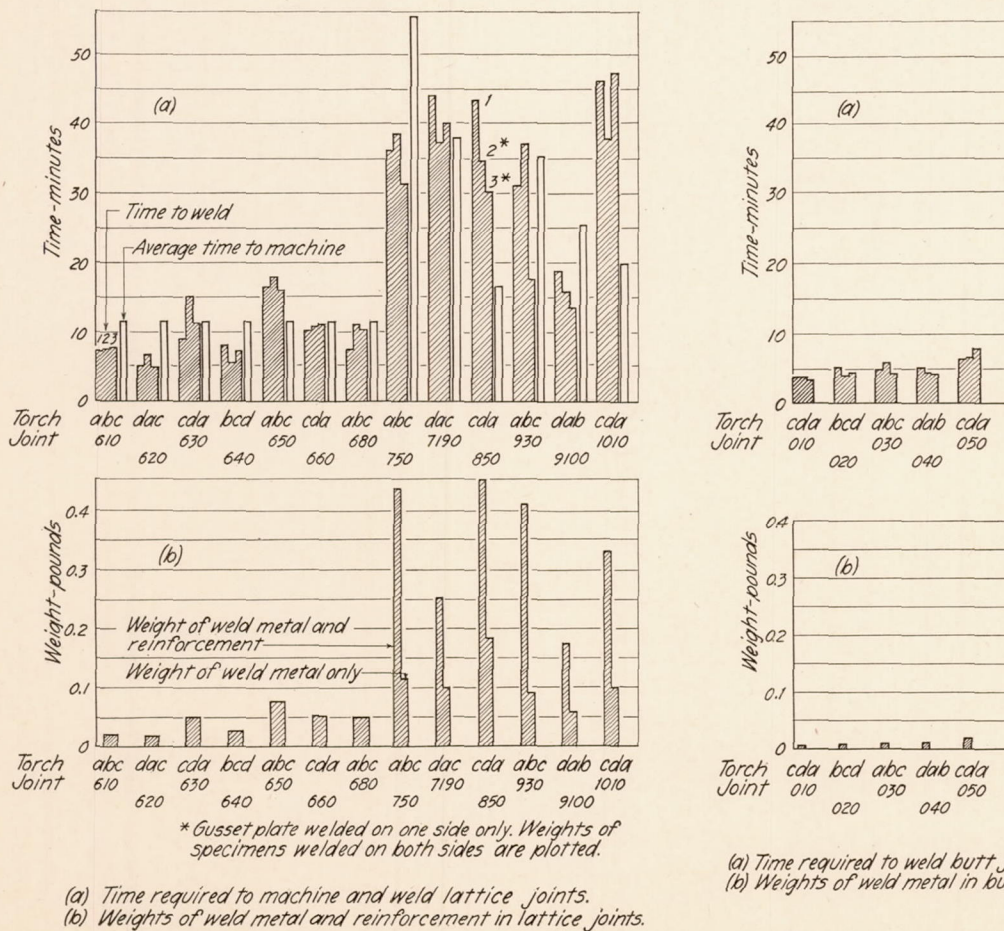 50
40
30
20
10
0
Time-minutes
(a)
1
2*
3*
Time to weld
Average time to machine
123
Torch abc dac cda bcd abc cda abc abc dac cda abc dab cda
Joint 610 630 650 680 7190 930 1010
620 640 660 750 850 9100
0.4
0.3
0.2
0.1
0
Weight-pounds
(b)
Weight of weld metal and
reinforcement
Weight of weld metal only
Torch abc dac cda bcd abc cda abc abc dac cda abc dab cda
Joint 610 630 650 680 7190 930 1010
620 640 660 750 850 9100
* Gusset plate welded on one side only. Weights of
specimens welded on both sides are plotted.
(a) Time required to machine and weld lattice joints.
(b) Weights of weld metal and reinforcement in lattice joints.
50
40
30
20
10
0
Time-minutes
(a)
Torch cda bcd abc dab cda
Joint 010 030 050
020 040
0.4
0.3
0.2
0.1
0
Weight-pounds
(b)
Torch cda bcd abc dab cda
Joint 010 030 050
020 040
(a) Time required to weld butt
(b) Weights of weld metal in